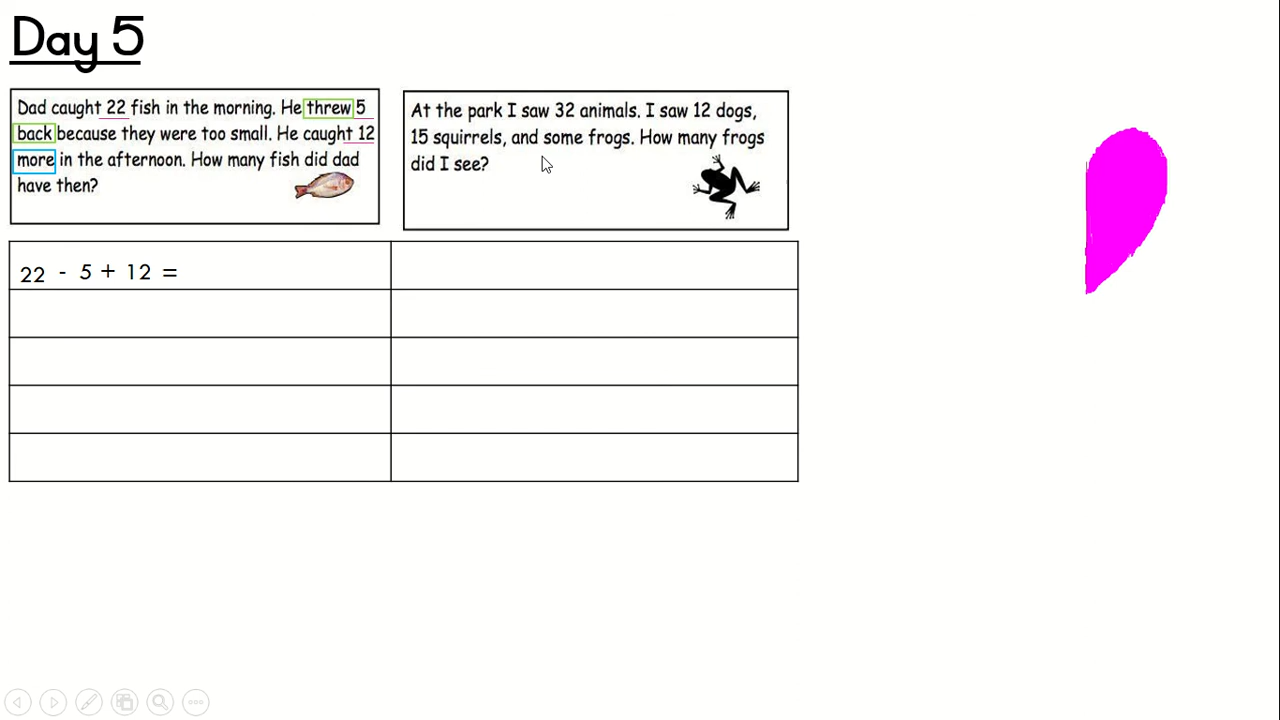 Day 5
Dad caught 22 fish in the morning. He threw 5
back because they were too small. He caught 12
more in the afternoon. How many fish did dad
have then?
At the park I saw 32 animals. I saw 12 dogs,
15 squirrels, and some frogs. How many frogs
did I see?
22 - 5 + 12 =